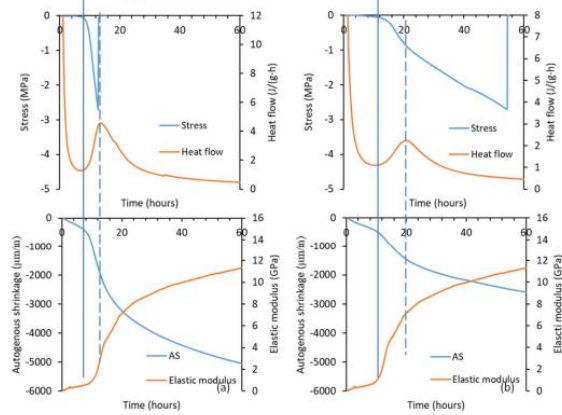 0 20 40 60
0 12
-1 10
8
-2
6
-3
4
-4
2
-5 0
Stress (MPa)
Heat flow (J/(g·h)
Stress
Heat flow
Time (hours)
0 20 40 60
0 8
7
-1
6
-2 5
4
-3
3
-4 2
1
-5 0
Stress (MPa)
Heat flow (J/(g·h)
Stress
Heat flow
Time (hours)
0 20 40 60
0 16
-1000 14
12
-2000
10
-3000 8
6
-4000
4
-5000
2
-6000 0
Autogenous shrinkage (μm/m)
Elastic modulus (GPa)
AS
Elastic modulus
(a)
Time (hours)
0 20 40 60
0 16
-1000 14
12
-2000
10
-3000 8
6
-4000
4
-5000
2
-6000 0
Autogenous shrinkage (μm/m)
Elascti modulus (GPa)
AS
Elastic modulus
(b)
Time (hours)